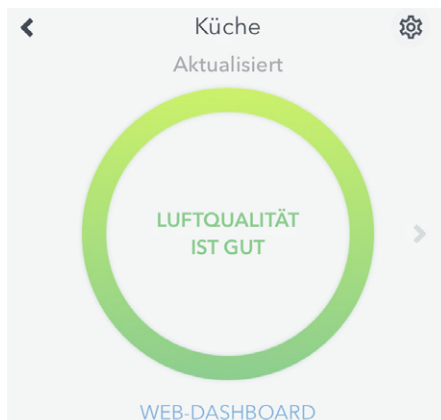 Küche
Aktualisiert
LUFTQUALITÄT
IST GUT
WEB-DASHBOARD